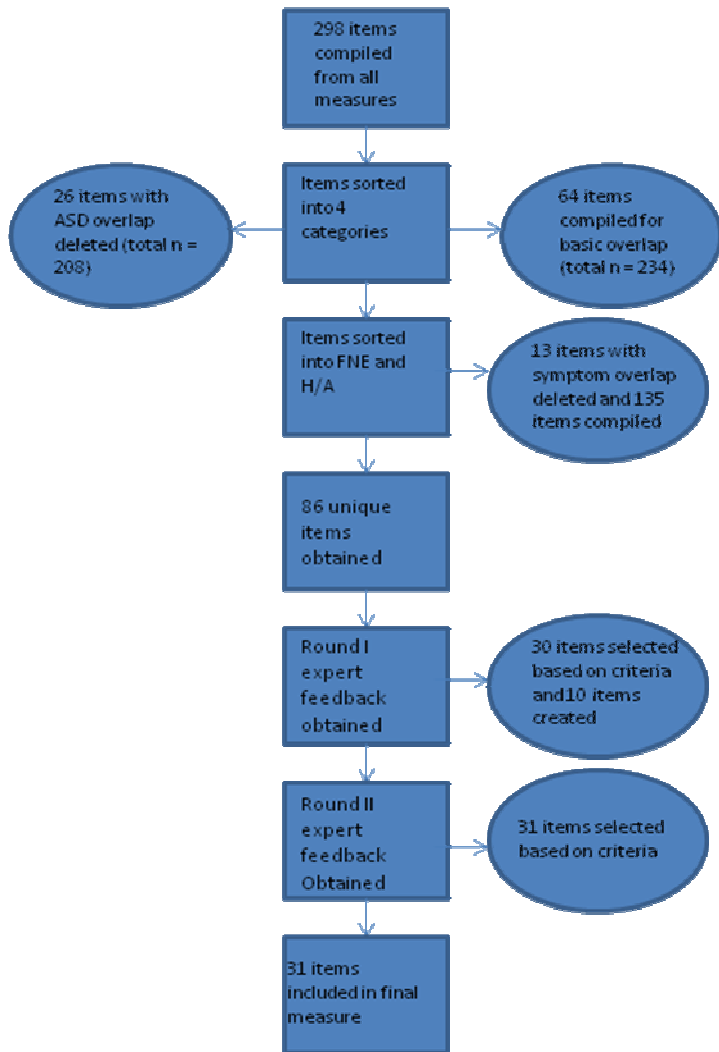 298 items
compiled
from all
measures
26 items with
ASD overlap
deleted (total n =
208)
Items sorted
into 4
categories
64 items
compiled for
basic overlap
(total n = 234)
Items sorted
into FNE and
H/A
13 items with
symptom overlap
deleted and 135
items compiled
86 unique
items
obtained
Round I
expert
feedback
obtained
30 items selected
based on criteria
and 10 items
created
Round II
expert
feedback
Obtained
31 items selected
based on criteria
31 items
included in final
measure